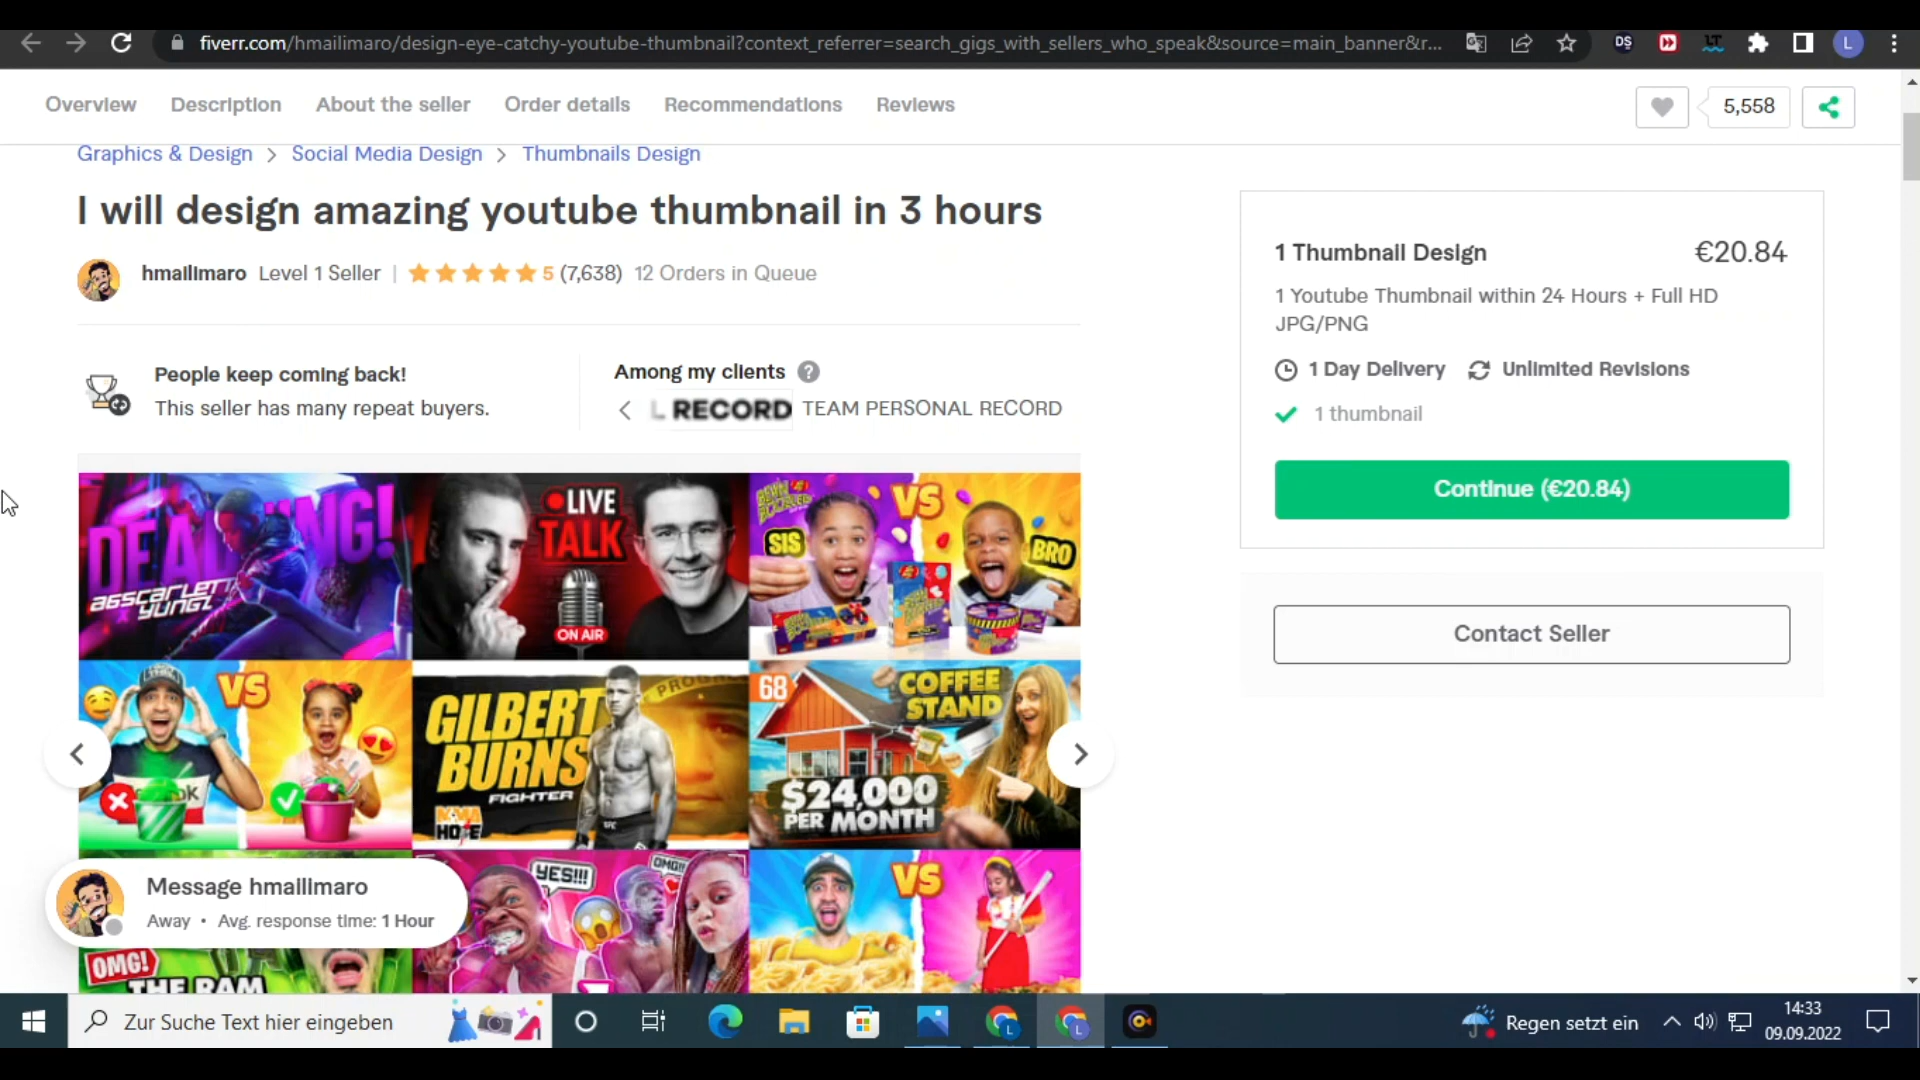 fiverr.com/hmailimaro/design-eye-catchy-youtube-thumbnail?context_referrer=search_gigs_with_sellers_who_speak&source=main_banner&r...
DS
LT
L
Overview Description About the seller Order details Recommendations Reviews
5,558
Graphics & Design > Social Media Design > Thumbnails Design
I will design amazing youtube thumbnail in 3 hours
hmailimaro Level 1 Seller | 5 (7,638) 12 Orders in Queue
People keep coming back!
This seller has many repeat buyers.
Among my clients ?
L RECORD TEAM PERSONAL RECORD
1 Thumbnail Design €20.84
1 Youtube Thumbnail within 24 Hours + Full HD
JPG/PNG
1 Day Delivery Unlimited Revisions
1 thumbnail
Continue (€20.84)
Contact Seller
LIVE
TALK
ON AIR
VS
SIS
BRO
VS
GILBERT
BURNS
FIGHTER
68
COFFEE
STAND
$24,000
PER MONTH
YES!!!
OMG!!
VS
Message hmailimaro
Away • Avg. response time: 1 Hour
OMG!
THE RAM
Zur Suche Text hier eingeben
L
L
Regen setzt ein
14:33
09.09.2022